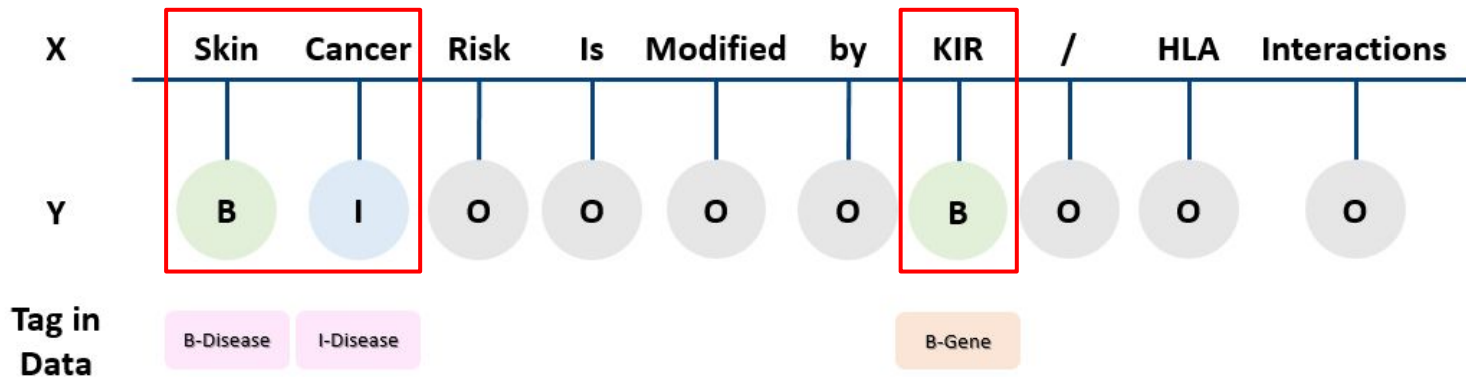 X Skin Cancer Risk Is Modified by KIR / HLA Interactions
Y B I O O O O B O O O
Tag in
Data
B-Disease I-Disease B-Gene